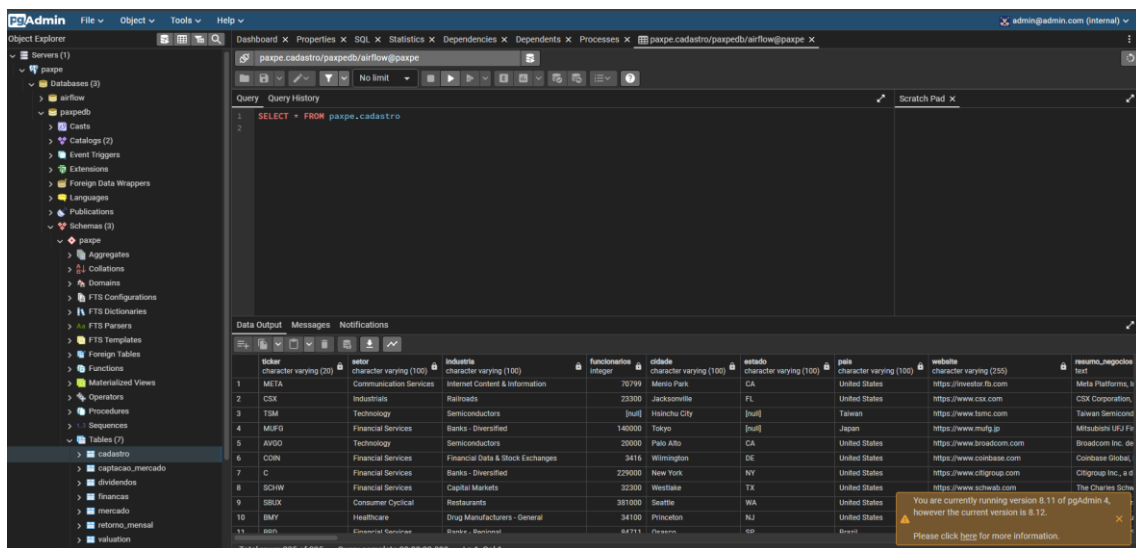 pgAdmin File Object Tools Help admin@admin.com (internal)
Object Explorer
Dashboard Properties SQL Statistics Dependencies Dependents Processes paxpe.cadastro/paxpedb/airflow@paxpe
Servers (1)
paxpe
Databases (3)
airflow
paxpedb
Casts
Catalogs (2)
Event Triggers
Extensions
Foreign Data Wrappers
Languages
Publications
Schemas (3)
paxpe
Aggregates
Collations
Domains
FTS Configurations
FTS Dictionaries
FTS Parsers
FTS Templates
Foreign Tables
Functions
Materialized Views
Operators
Procedures
Sequences
Tables (7)
cadastro
captacao_mercado
dividendos
financas
mercado
retorno_mensal
valuation
paxpe.cadastro/paxpedb/airflow@paxpe
No limit
Query Query History Scratch Pad
1 SELECT * FROM paxpe.cadastro
2
Data Output Messages Notifications
ticker setor industria funcionarios cidade estado pais website resumo_negocios
character varying (20) character varying (100) character varying (100) integer character varying (100) character varying (100) character varying (100) character varying (255) text
1 META Communication Services Internet Content & Information 70799 Menlo Park CA United States https://investor.fb.com Meta Platforms, I
2 CSX Industrials Railroads 23300 Jacksonville FL United States https://www.csx.com CSX Corporation,
3 TSM Technology Semiconductors [null] Hsinchu City [null] Taiwan https://www.tsmc.com Taiwan Semicond
4 MUFG Financial Services Banks - Diversified 140000 Tokyo [null] Japan https://www.mufg.jp Mitsubishi UFJ Fin
5 AVGO Technology Semiconductors 20000 Palo Alto CA United States https://www.broadcom.com Broadcom Inc. de
6 COIN Financial Services Financial Data & Stock Exchanges 3416 Wilmington DE United States https://www.coinbase.com Coinbase Global,
7 C Financial Services Banks - Diversified 229000 New York NY United States https://www.citigroup.com Citigroup Inc., a d
8 SCHW Financial Services Capital Markets 32300 Westlake TX United States https://www.schwab.com The Charles Schw
9 SBUX Consumer Cyclical Restaurants 381000 Seattle WA United States
10 BMY Healthcare Drug Manufacturers - General 34100 Princeton NJ United States
11 BBD Financial Services Banks - Regional 84711 Osasco SP Brazil
You are currently running version 8.11 of pgAdmin 4,
however the current version is 8.12.
Please click here for more information.